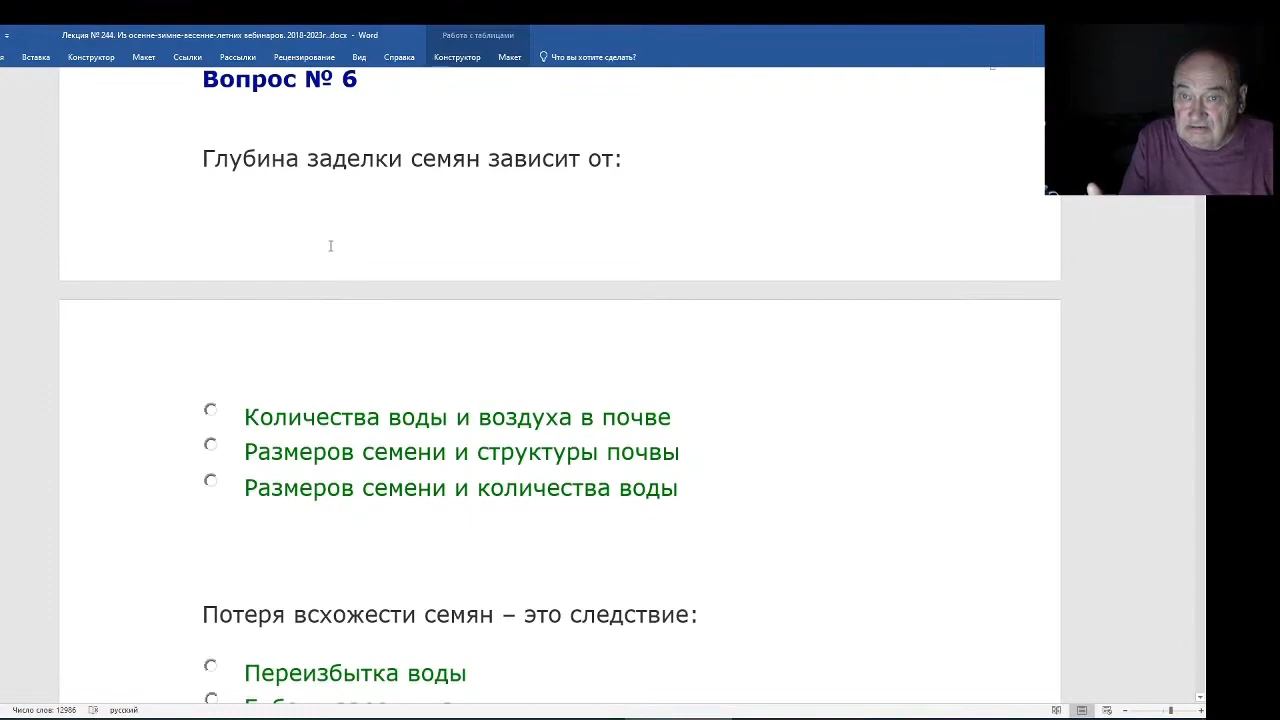 Лекция № 244. Из осенне-зимне-весенне-летних вебинаров. 2018-2023г..docx - Word
Работа с таблицами
Вставка Конструктор Макет Ссылки Рассылки Рецензирование Вид Справка Конструктор Макет Что вы хотите сделать?
Вопрос № 6
Глубина заделки семян зависит от:
Количества воды и воздуха в почве
Размеров семени и структуры почвы
Размеров семени и количества воды
Потеря всхожести семян – это следствие:
Переизбытка воды
Число слов: 12986 русский